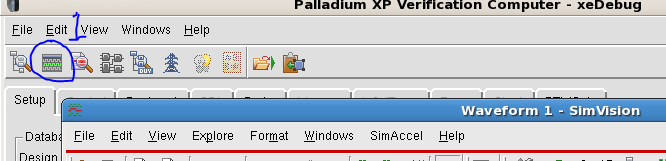 Palladium XP Verification Computer - xeDebug
File Edit 1 View Windows Help
Setup
Waveform 1 - SimVision
Databa
File Edit View Explore Format Windows SimAccel Help
Design